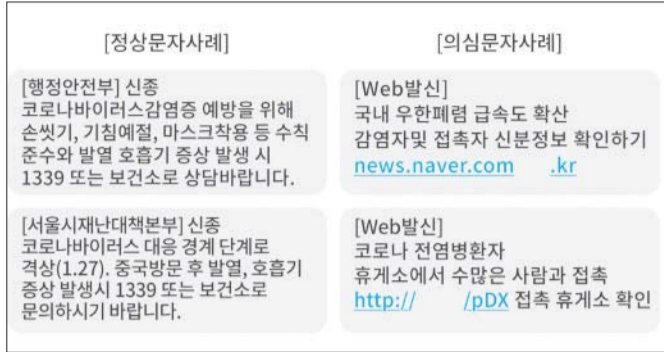 [정상문자사례]
[행정안전부] 신종
코로나바이러스감염증 예방을 위해
손씻기, 기침예절, 마스크착용 등 수칙
준수와 발열 호흡기 증상 발생 시
1339 또는 보건소로 상담바랍니다.
[서울시재난대책본부] 신종
코로나바이러스 대응 경계 단계로
격상(1.27). 중국방문 후 발열, 호흡기
증상 발생시 1339 또는 보건소로
문의하시기 바랍니다.
[의심문자사례]
[Web발신]
국내 우한폐렴 급속도 확산
감염자및 접촉자 신분정보 확인하기
news.naver.com .kr
[Web발신]
코로나 전염병환자
휴게소에서 수많은 사람과 접촉
http:// /pDX 접촉 휴게소 확인